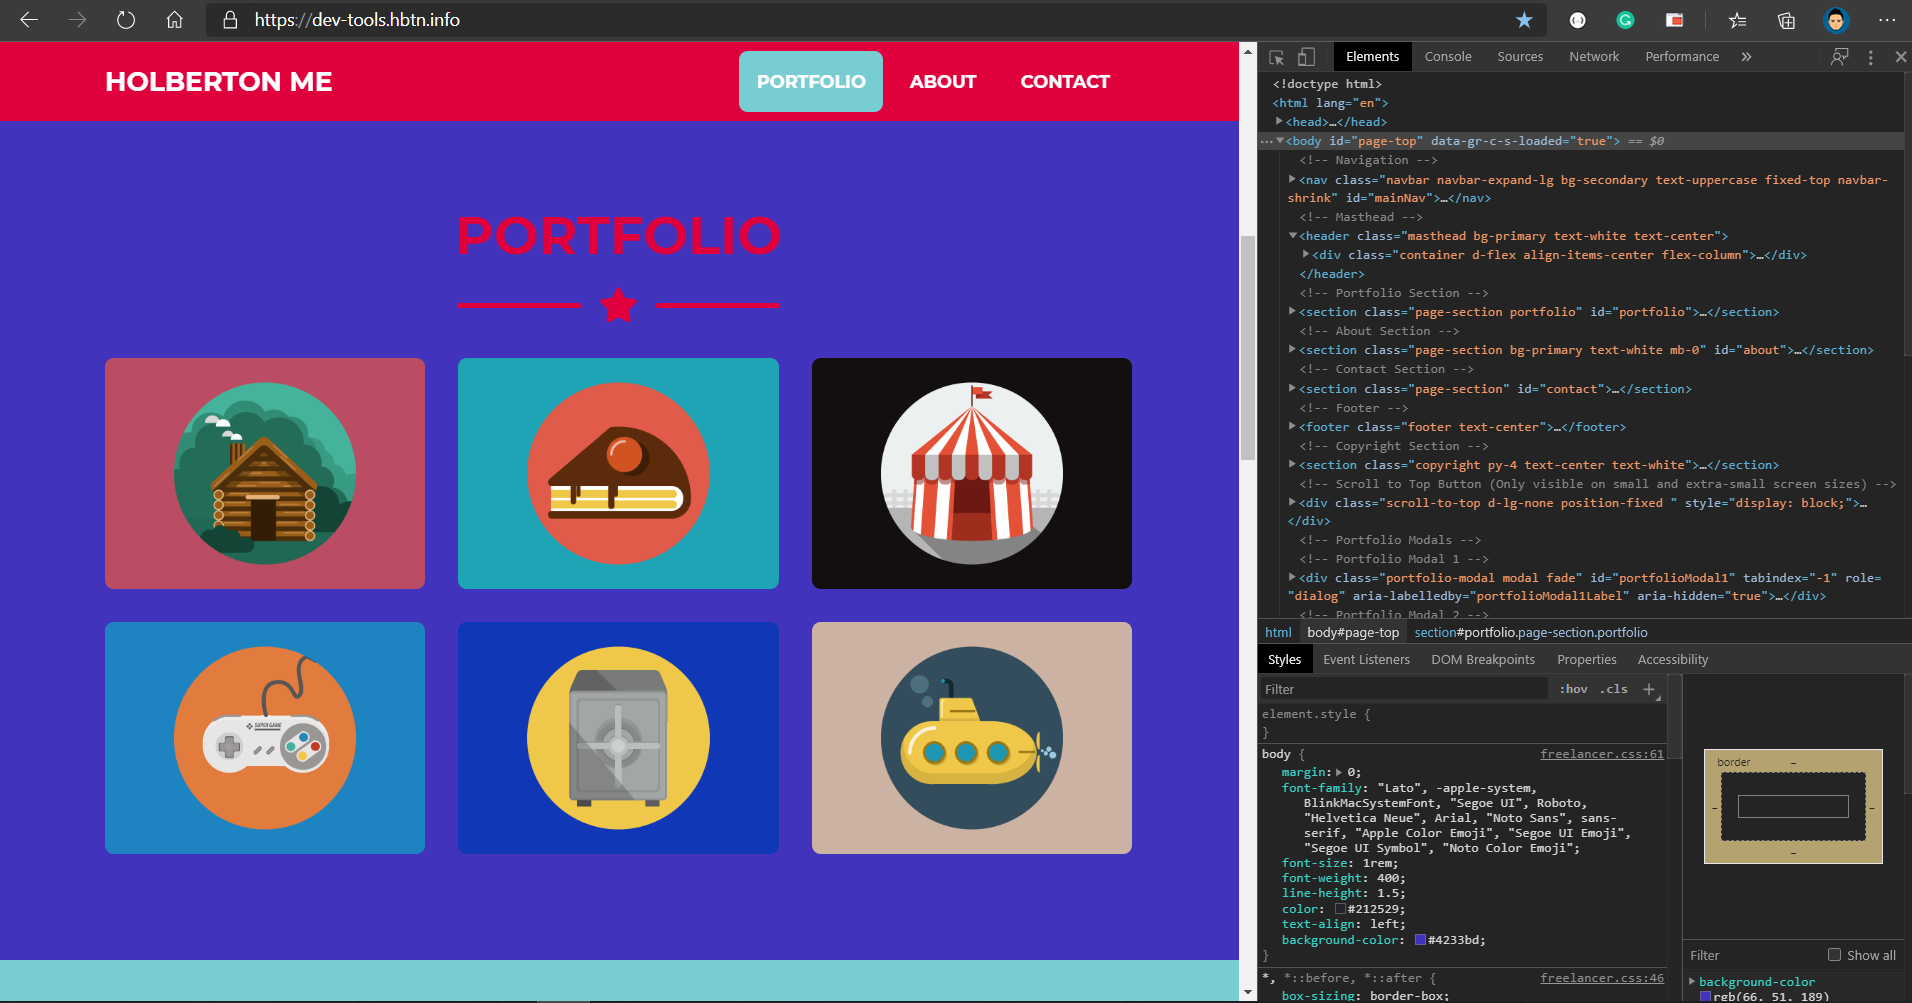 https://dev-tools.hbtn.info
HOLBERTON ME
PORTFOLIO
ABOUT
CONTACT
PORTFOLIO
SUPER GAME
Elements
Console
Sources
Network
Performance
»
<!doctype html>
<html lang="en">
<head>…</head>
<body id="page-top" data-gr-c-s-loaded="true"> == $0
<!-- Navigation -->
<nav class="navbar navbar-expand-lg bg-secondary text-uppercase fixed-top navbar-
shrink" id="mainNav">…</nav>
<!-- Masthead -->
<header class="masthead bg-primary text-white text-center">
<div class="container d-flex align-items-center flex-column">…</div>
</header>
<!-- Portfolio Section -->
<section class="page-section portfolio" id="portfolio">…</section>
<!-- About Section -->
<section class="page-section bg-primary text-white mb-0" id="about">…</section>
<!-- Contact Section -->
<section class="page-section" id="contact">…</section>
<!-- Footer -->
<footer class="footer text-center">…</footer>
<!-- Copyright Section -->
<section class="copyright py-4 text-center text-white">…</section>
<!-- Scroll to Top Button (Only visible on small and extra-small screen sizes) -->
<div class="scroll-to-top d-lg-none position-fixed " style="display: block;">…
</div>
<!-- Portfolio Modals -->
<!-- Portfolio Modal 1 -->
<div class="portfolio-modal modal fade" id="portfolioModal1" tabindex="-1" role=
"dialog" aria-labelledby="portfolioModal1Label" aria-hidden="true">…</div>
<!-- Portfolio Modal 2 -->
html
body#page-top
section#portfolio.page-section.portfolio
Styles
Event Listeners
DOM Breakpoints
Properties
Accessibility
Filter
:hov
.cls
+
element.style {
}
body {
freelancer.css:61
margin: 0;
font-family: "Lato", -apple-system,
BlinkMacSystemFont, "Segoe UI", Roboto,
"Helvetica Neue", Arial, "Noto Sans", sans-
serif, "Apple Color Emoji", "Segoe UI Emoji",
"Segoe UI Symbol", "Noto Color Emoji";
font-size: 1rem;
font-weight: 400;
line-height: 1.5;
color: #212529;
text-align: left;
background-color: #4233bd;
}
*, *::before, *::after {
freelancer.css:46
box-sizing: border-box;
border
–
–
–
–
Filter
Show all
background-color
rgb(66, 51, 189)